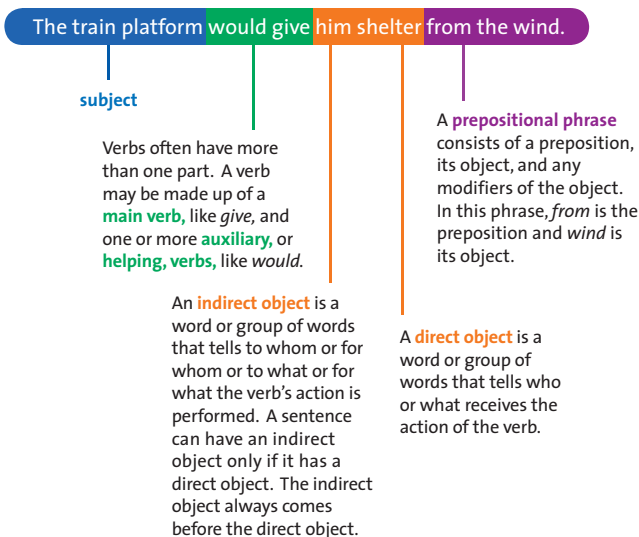 The train platform would give him shelter from the wind.
subject
Verbs often have more
than one part. A verb
may be made up of a
main verb, like give, and
one or more auxiliary, or
helping, verbs, like would.
An indirect object is a
word or group of words
that tells to whom or for
whom or to what or for
what the verb's action is
performed. A sentence
can have an indirect
object only if it has a
direct object. The indirect
object always comes
before the direct object.
A direct object is a
word or group of
words that tells who
or what receives the
action of the verb.
A prepositional phrase
consists of a preposition,
its object, and any
modifiers of the object.
In this phrase, from is the
preposition and wind is
its object.